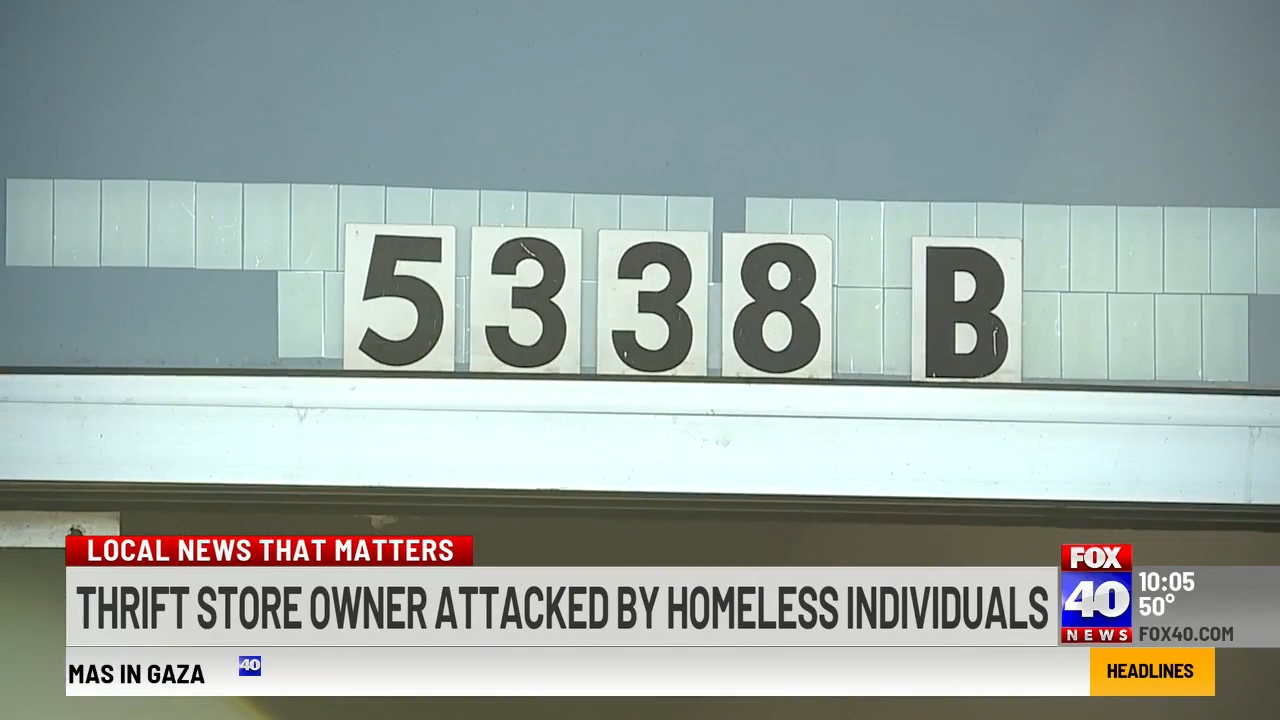 5338 B
LOCAL NEWS THAT MATTERS
THRIFT STORE OWNER ATTACKED BY HOMELESS INDIVIDUALS
FOX
40
NEWS
10:05
50°
FOX40.COM
MAS IN GAZA
40
HEADLINES